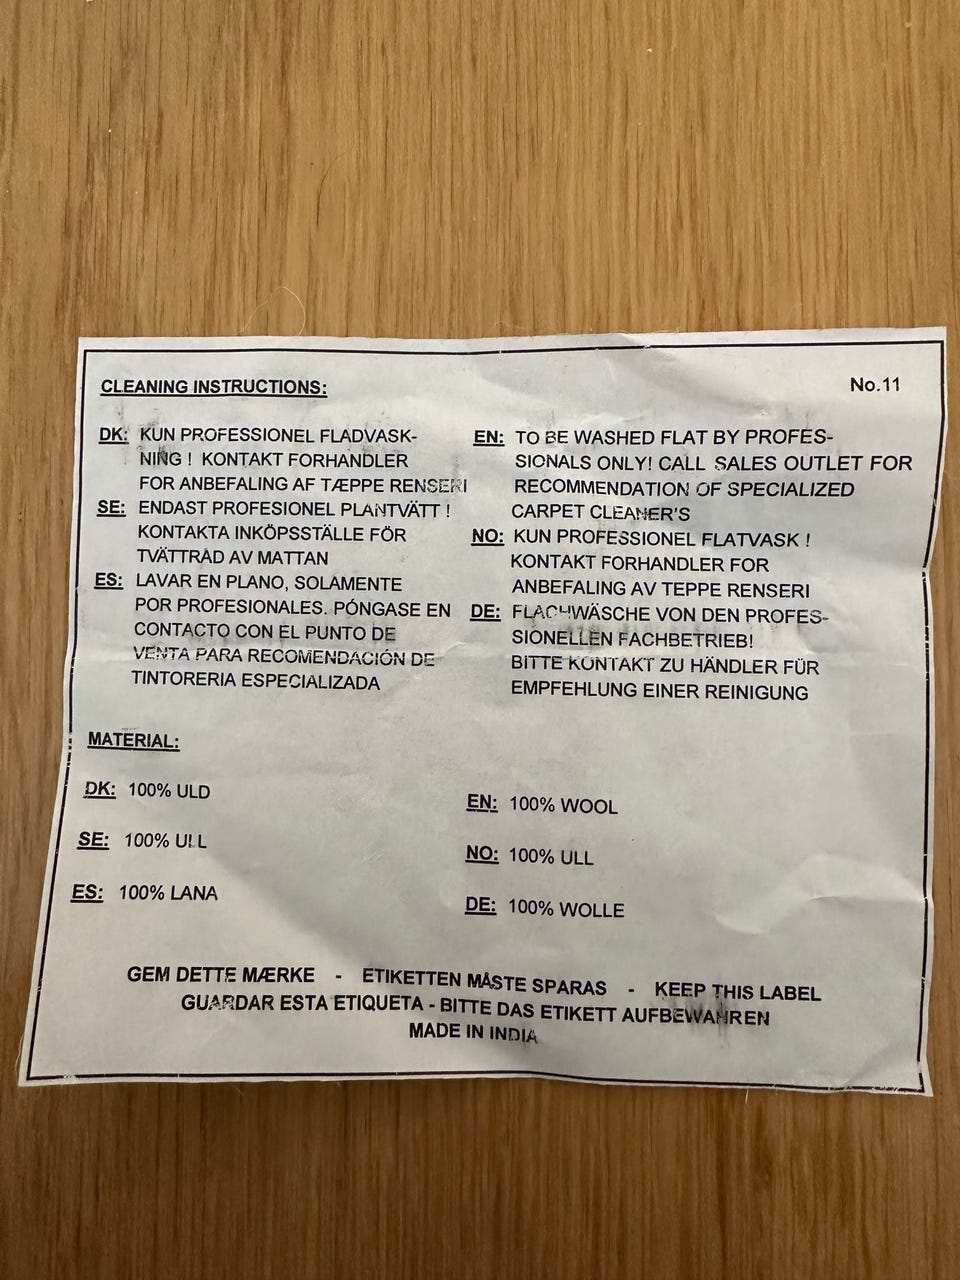 CLEANING INSTRUCTIONS:
No.11
DK: KUN PROFESSIONEL FLADVASK-
NING ! KONTAKT FORHANDLER
FOR ANBEFALING AF TÆPPE RENSERI
SE: ENDAST PROFESIONEL PLANTVÄTT !
KONTAKTA INKÖPSSTÄLLE FÖR
TVÄTTRÅD AV MATTAN
ES: LAVAR EN PLANO, SOLAMENTE
POR PROFESIONALES. PÓNGASE EN
CONTACTO CON EL PUNTO DE
VENTA PARA RECOMENDACIÓN DE
TINTORERIA ESPECIALIZADA
EN: TO BE WASHED FLAT BY PROFES-
SIONALS ONLY! CALL SALES OUTLET FOR
RECOMMENDATION OF SPECIALIZED
CARPET CLEANER'S
NO: KUN PROFESSIONEL FLATVASK !
KONTAKT FORHANDLER FOR
ANBEFALING AV TEPPE RENSERI
DE: FLACHWÄSCHE VON DEN PROFES-
SIONELLEN FACHBETRIEB!
BITTE KONTAKT ZU HÄNDLER FÜR
EMPFEHLUNG EINER REINIGUNG
MATERIAL:
DK: 100% ULD
SE: 100% ULL
ES: 100% LANA
EN: 100% WOOL
NO: 100% ULL
DE: 100% WOLLE
GEM DETTE MÆRKE - ETIKETTEN MÅSTE SPARAS - KEEP THIS LABEL
GUARDAR ESTA ETIQUETA - BITTE DAS ETIKETT AUFBEWAHREN
MADE IN INDIA